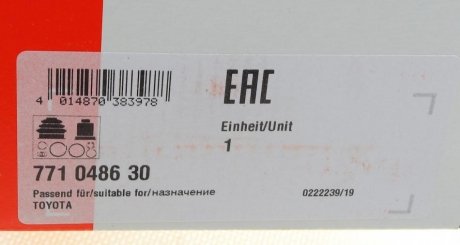 4 014870 383978
EAC
Einheit/Unit
1
771 0486 30
Passend für/suitable for/назначение
TOYOTA
0222239/19